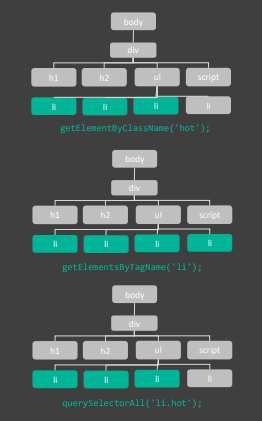 body
div
h1 h2 ul script
li li li li
getElementByClassName('hot');
body
div
h1 h2 ul script
li li li li
getElementsByTagName('li');
body
div
h1 h2 ul script
li li li li
querySelectorAll('li.hot');